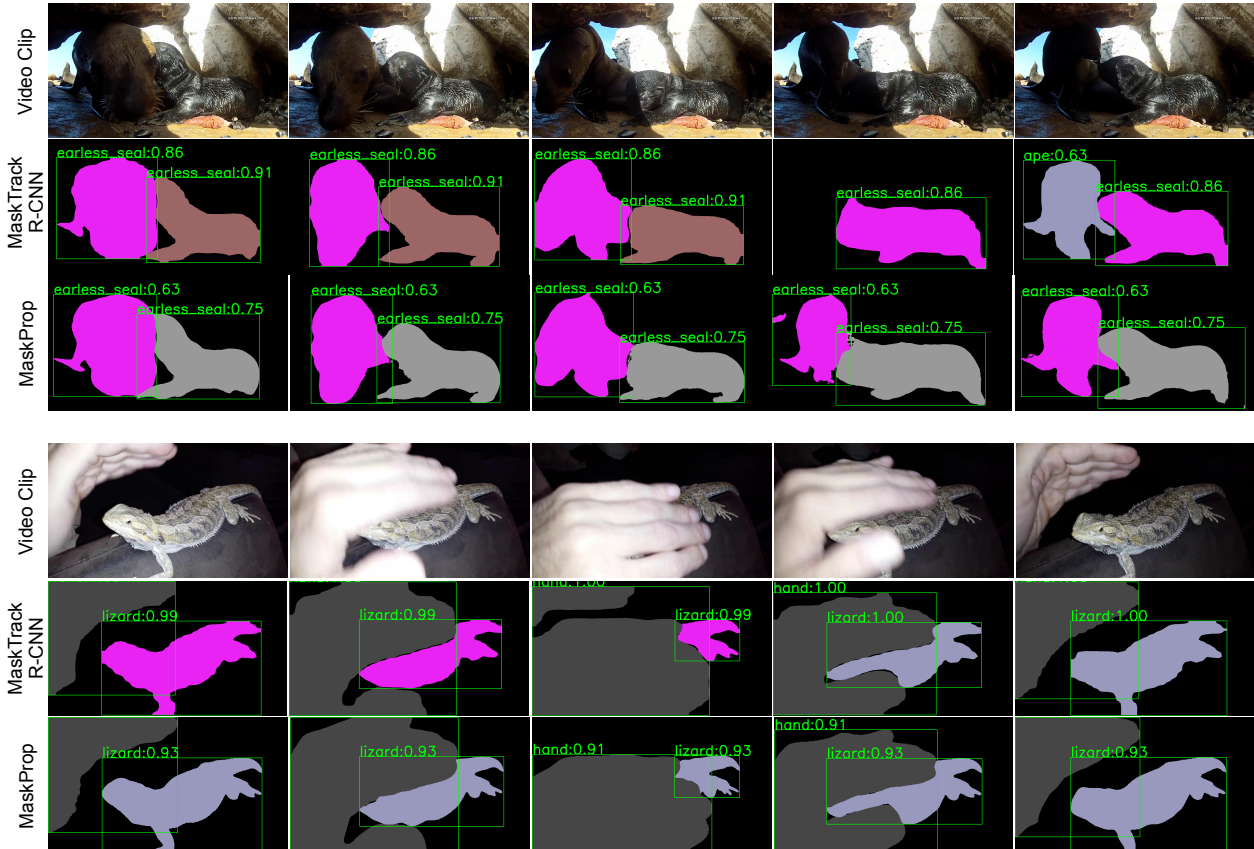 Video Clip
MaskTrack
R-CNN
earless_seal:0.86
earless_seal:0.91
earless_seal:0.86
earless_seal:0.91
earless_seal:0.86
earless_seal:0.91
earless_seal:0.86
ape:0.63
earless_seal:0.86
MaskProp
earless_seal:0.63
earless_seal:0.75
earless_seal:0.63
earless_seal:0.75
earless_seal:0.63
earless_seal:0.75
earless_seal:0.63
earless_seal:0.75
earless_seal:0.63
earless_seal:0.75
Video Clip
MaskTrack
R-CNN
lizard:0.99
lizard:0.99
hand:1.00
lizard:0.99
hand:1.00
lizard:1.00
lizard:1.00
MaskProp
lizard:0.93
lizard:0.93
hand:0.91
lizard:0.93
hand:0.91
lizard:0.93
lizard:0.93